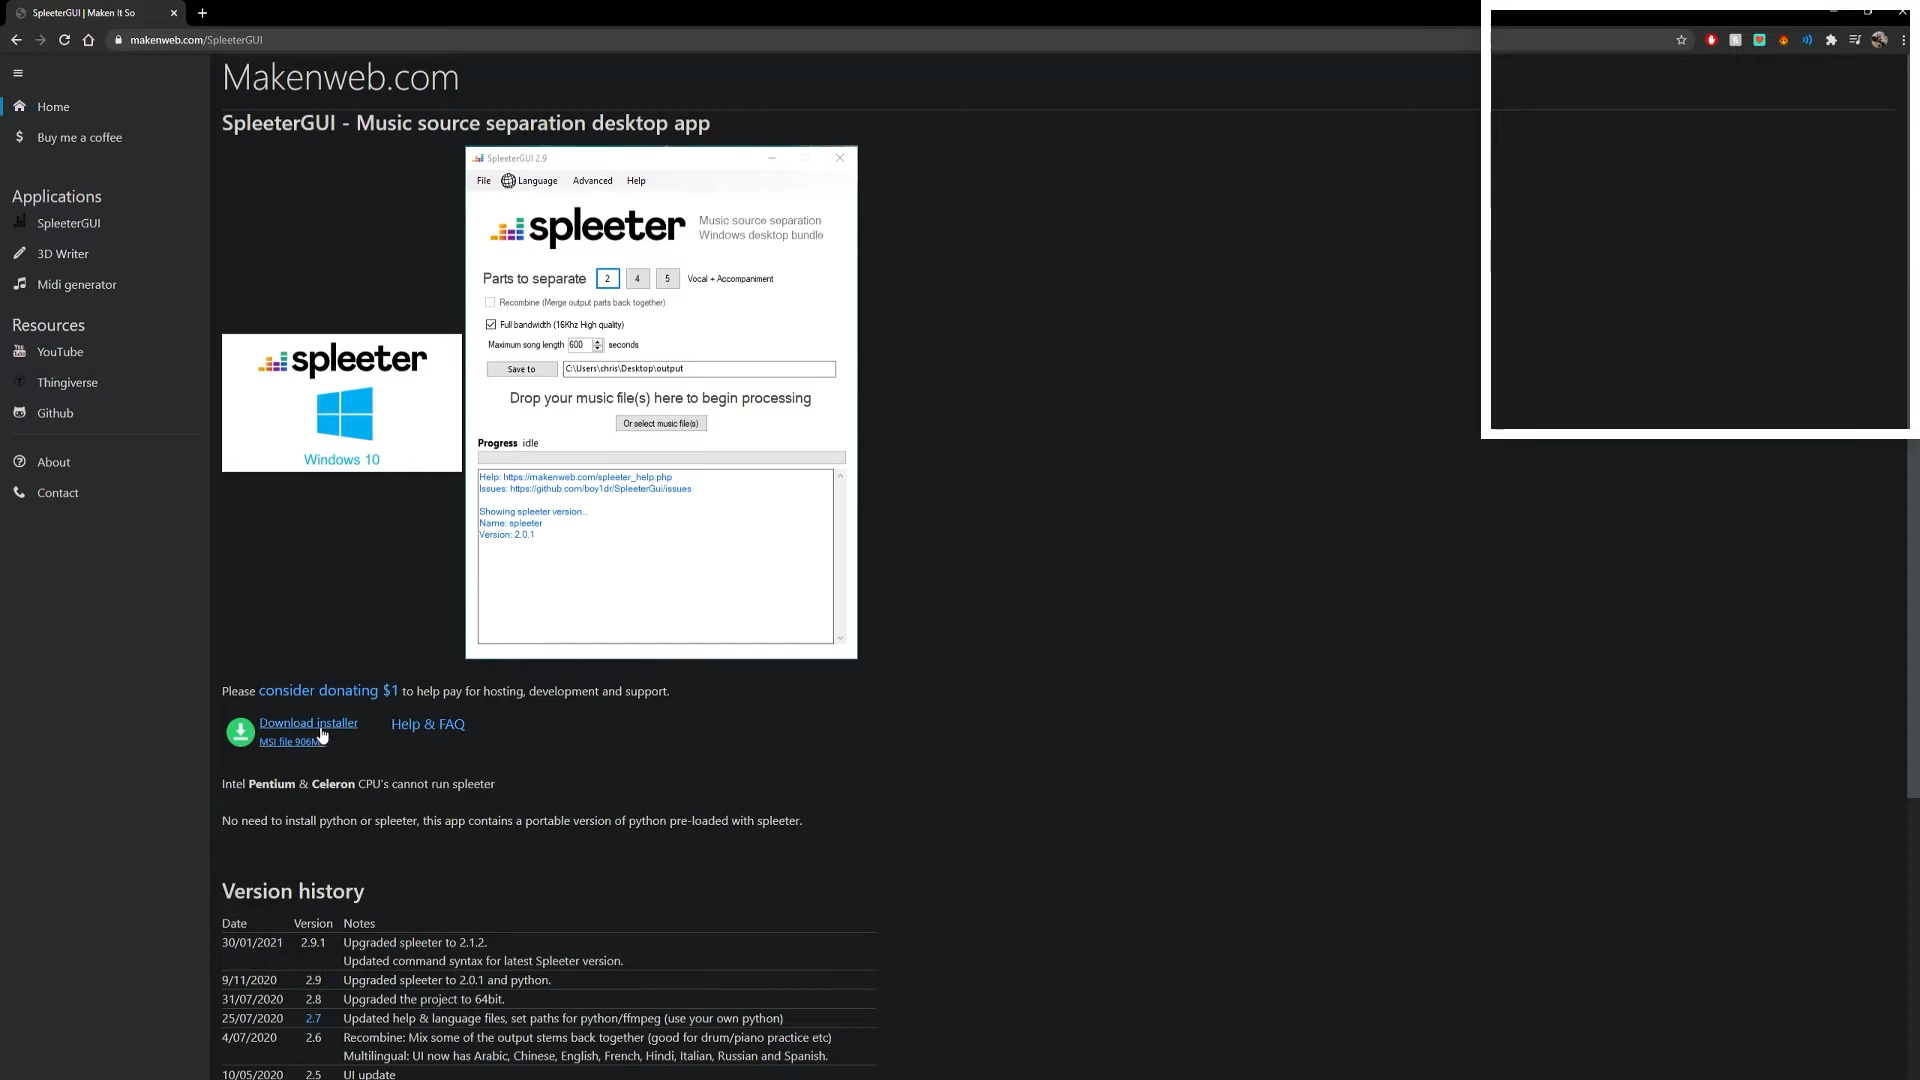 SpleeterGUI | Maken It So
makenweb.com/SpleeterGUI
Home
Buy me a coffee
Applications
SpleeterGUI
3D Writer
Midi generator
Resources
YouTube
Thingiverse
Github
About
Contact
Makenweb.com
SpleeterGUI - Music source separation desktop app
spleeter
Windows 10
SpleeterGUI 2.9
File Language Advanced Help
spleeter
Music source separation
Windows desktop bundle
Parts to separate 2 4 5 Vocal + Accompaniment
Recombine (Merge output parts back together)
Full bandwidth (16Khz High quality)
Maximum song length 600 seconds
Save to C:\Users\chris\Desktop\output
Drop your music file(s) here to begin processing
Or select music file(s)
Progress idle
Help: https://makenweb.com/spleeter_help.php
Issues: https://github.com/boy1dr/SpleeterGui/issues
Showing spleeter version...
Name: spleeter
Version: 2.0.1
Please consider donating $1 to help pay for hosting, development and support.
Download installer Help & FAQ
MSI file
Intel Pentium & Celeron CPU's cannot run spleeter
No need to install python or spleeter, this app contains a portable version of python pre-loaded with spleeter.
Version history
Date Version Notes
30/01/2021 2.9.1 Upgraded spleeter to 2.1.2.
Updated command syntax for latest Spleeter version.
9/11/2020 2.9 Upgraded spleeter to 2.0.1 and python.
31/07/2020 2.8 Upgraded the project to 64bit.
25/07/2020 2.7 Updated help & language files, set paths for python/ffmpeg (use your own python)
4/07/2020 2.6 Recombine: Mix some of the output stems back together (good for drum/piano practice etc)
Multilingual: UI now has Arabic, Chinese, English, French, Hindi, Italian, Russian and Spanish.
10/05/2020 2.5 UI update